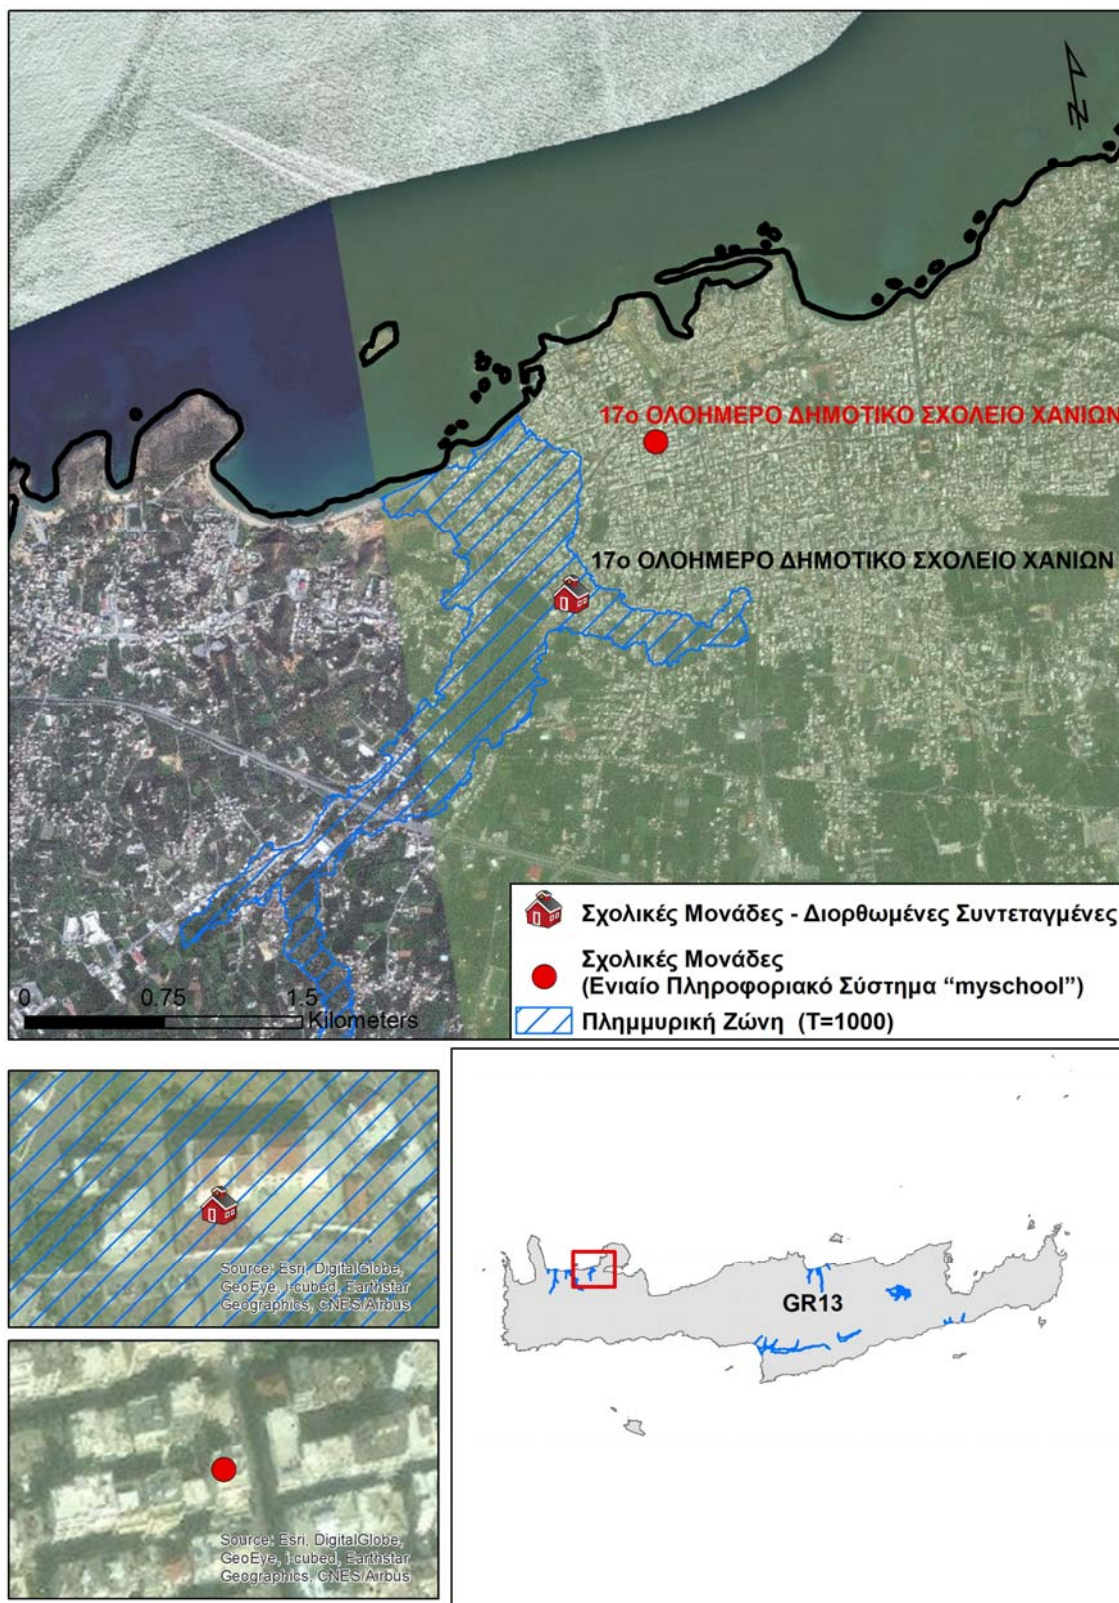 N
17ο ΟΛΟΗΜΕΡΟ ΔΗΜΟΤΙΚΟ ΣΧΟΛΕΙΟ ΧΑΝΙΩΝ
17ο ΟΛΟΗΜΕΡΟ ΔΗΜΟΤΙΚΟ ΣΧΟΛΕΙΟ ΧΑΝΙΩΝ
Σχολικές Μονάδες - Διορθωμένες Συντεταγμένες
Σχολικές Μονάδες
(Ενιαίο Πληροφοριακό Σύστημα “myschool”)
Πλημμυρική Ζώνη (T=1000)
0 0.75 1.5
Kilometers
Source: Esri, DigitalGlobe,
GeoEye, i-cubed, Earthstar
Geographics, CNES/Airbus
GR13
Source: Esri, DigitalGlobe,
GeoEye, i-cubed, Earthstar
Geographics, CNES/Airbus